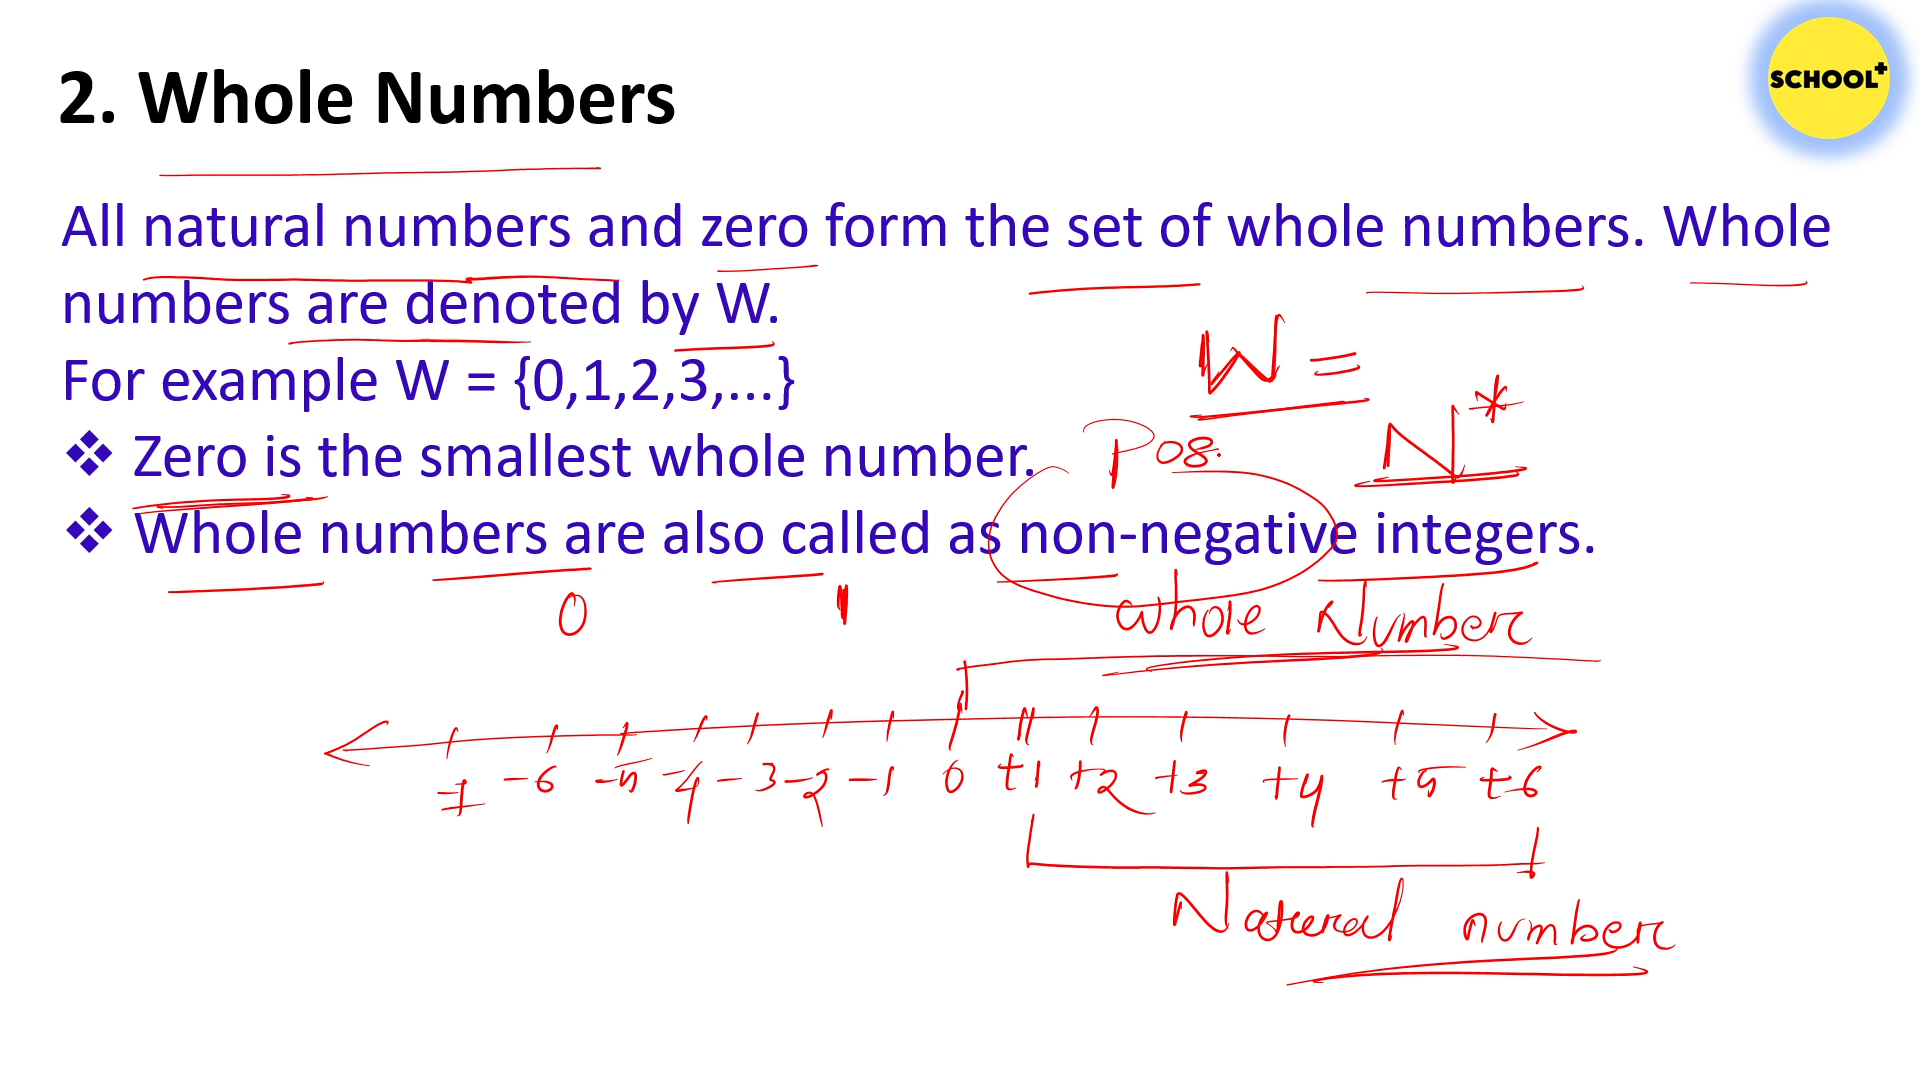 SCHOOL+
2. Whole Numbers
All natural numbers and zero form the set of whole numbers. Whole
numbers are denoted by W.
W =
For example W = {0,1,2,3,...}
N*
Pos.
❖ Zero is the smallest whole number.
❖ Whole numbers are also called as non-negative integers.
0 1
whole Number
-7 -6 -5 -4 -3 -2 -1 0 +1 +2 +3 +4 +5 +6
Natural number